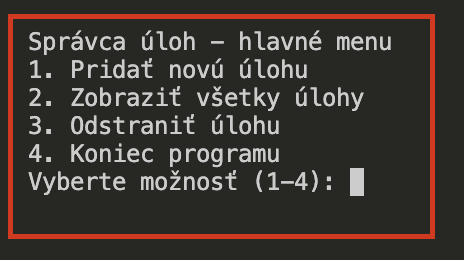 Správca úloh - hlavné menu
1. Pridať novú úlohu
2. Zobraziť všetky úlohy
3. Odstraniť úlohu
4. Koniec programu
Vyberte možnosť (1-4):